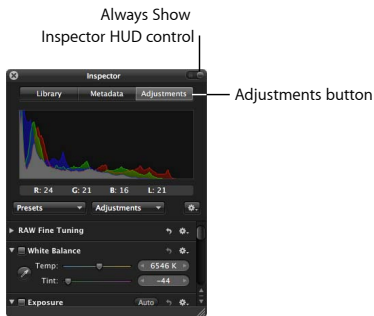 Always Show
Inspector HUD control
Inspector
Library Metadata Adjustments
Adjustments button
R: 24 G: 21 B: 16 L: 21
Presets Adjustments
RAW Fine Tuning
White Balance
Temp: 6546 K
Tint: -44
Exposure Auto